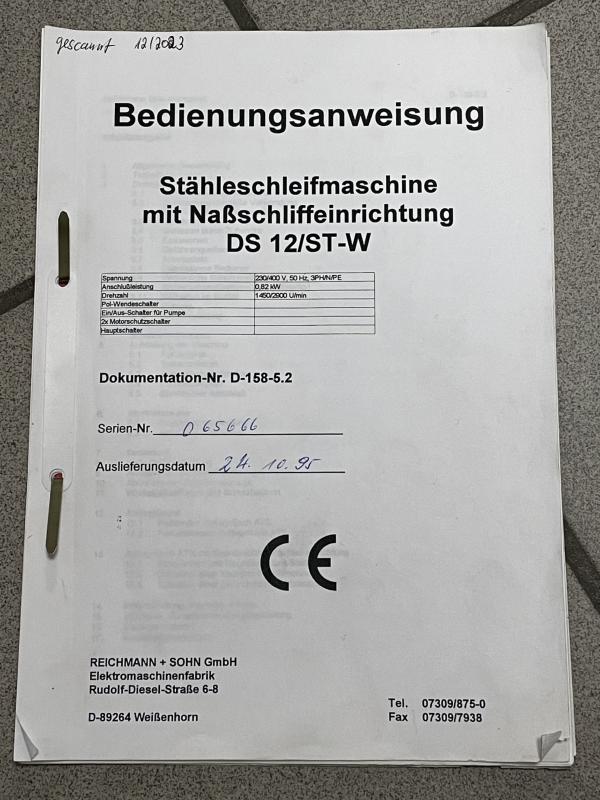 gescannt 12/2023
Bedienungsanweisung
Stähleschleifmaschine
mit Naßschliffeinrichtung
DS 12/ST-W
Spannung 230/400 V, 50 Hz, 3PH/N/PE
Anschlußleistung 0,82 kW
Drehzahl 1450/2900 U/min
Pol-Wendeschalter
Ein/Aus-Schalter für Pumpe
2x Motorschutzschalter
Hauptschalter
Dokumentation-Nr. D-158-5.2
Serien-Nr. 065666
Auslieferungsdatum 24.10.95
CE
REICHMANN + SOHN GmbH
Elektromaschinenfabrik
Rudolf-Diesel-Straße 6-8
D-89264 Weißenhorn
Tel. 07309/875-0
Fax 07309/7938